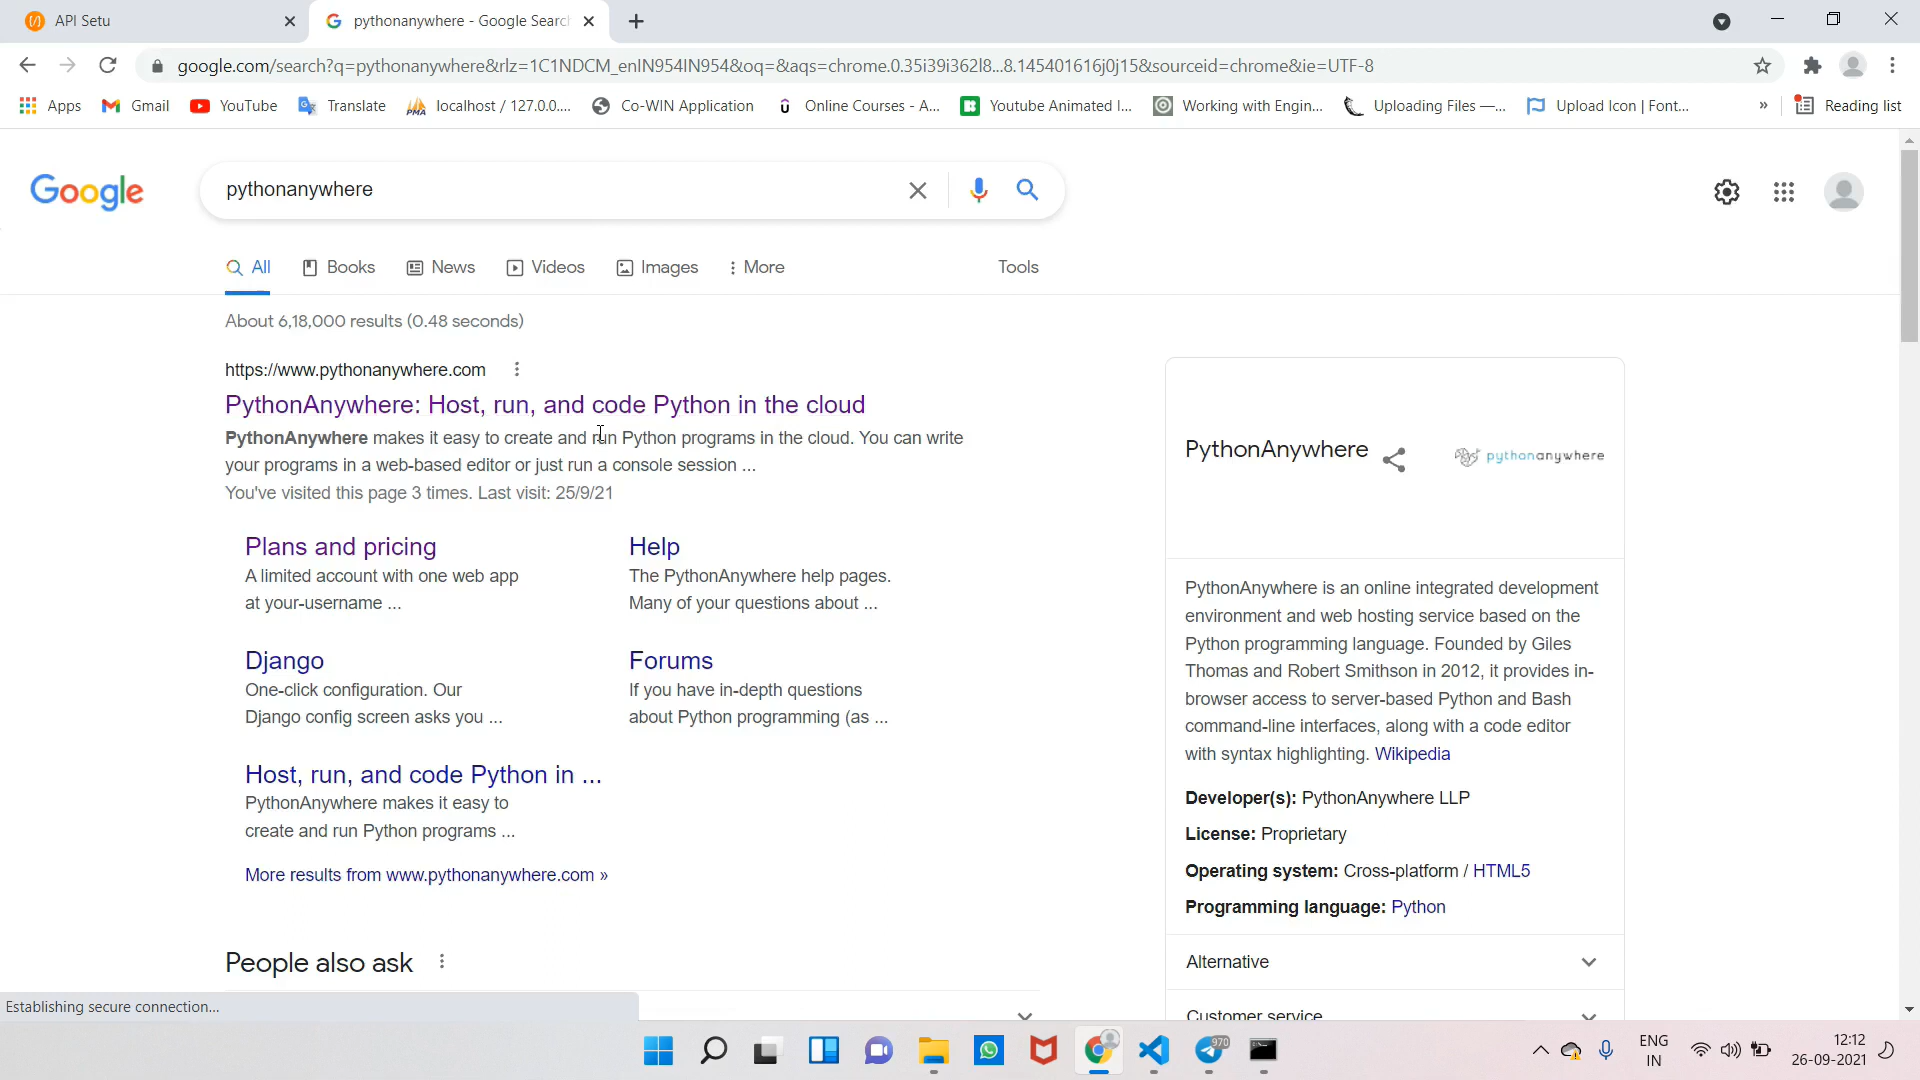 API Setu
pythonanywhere - Google Search
google.com/search?q=pythonanywhere&rlz=1C1NDCM_enIN954IN954&oq=&aqs=chrome.0.35i39i362l8...8.145401616j0j15&sourceid=chrome&ie=UTF-8
Apps Gmail YouTube Translate localhost / 127.0.0.... Co-WIN Application Online Courses - A... Youtube Animated I... Working with Engin... Uploading Files —... Upload Icon | Font... » Reading list
Google pythonanywhere
All Books News Videos Images More Tools
About 6,18,000 results (0.48 seconds)
https://www.pythonanywhere.com
PythonAnywhere: Host, run, and code Python in the cloud
PythonAnywhere makes it easy to create and run Python programs in the cloud. You can write
your programs in a web-based editor or just run a console session ...
You've visited this page 3 times. Last visit: 25/9/21
Plans and pricing
A limited account with one web app
at your-username ...
Help
The PythonAnywhere help pages.
Many of your questions about ...
Django
One-click configuration. Our
Django config screen asks you ...
Forums
If you have in-depth questions
about Python programming (as ...
Host, run, and code Python in ...
PythonAnywhere makes it easy to
create and run Python programs ...
More results from www.pythonanywhere.com »
People also ask
PythonAnywhere
pythonanywhere
PythonAnywhere is an online integrated development
environment and web hosting service based on the
Python programming language. Founded by Giles
Thomas and Robert Smithson in 2012, it provides in-
browser access to server-based Python and Bash
command-line interfaces, along with a code editor
with syntax highlighting. Wikipedia
Developer(s): PythonAnywhere LLP
License: Proprietary
Operating system: Cross-platform / HTML5
Programming language: Python
Alternative
Customer service
Establishing secure connection...
970
ENG
IN
12:12
26-09-2021